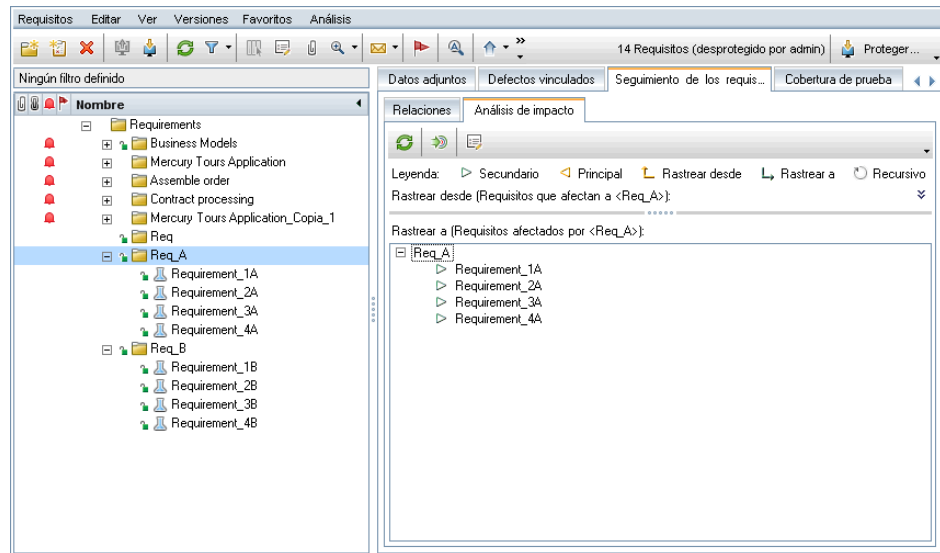 Requisitos Editar Ver Versiones Favoritos Análisis
14 Requisitos (desprotegido por admin) Proteger...
Ningún filtro definido
Nombre
Requirements
Business Models
Mercury Tours Application
Assemble order
Contract processing
Mercury Tours Application_Copia_1
Req
Req_A
Requirement_1A
Requirement_2A
Requirement_3A
Requirement_4A
Req_B
Requirement_1B
Requirement_2B
Requirement_3B
Requirement_4B
Datos adjuntos Defectos vinculados Seguimiento de los requis... Cobertura de prueba
Relaciones Análisis de impacto
Leyenda: Secundario Principal Rastrear desde Rastrear a Recursivo
Rastrear desde (Requisitos que afectan a <Req_A>):
Rastrear a (Requisitos afectados por <Req_A>):
Req_A
Requirement_1A
Requirement_2A
Requirement_3A
Requirement_4A